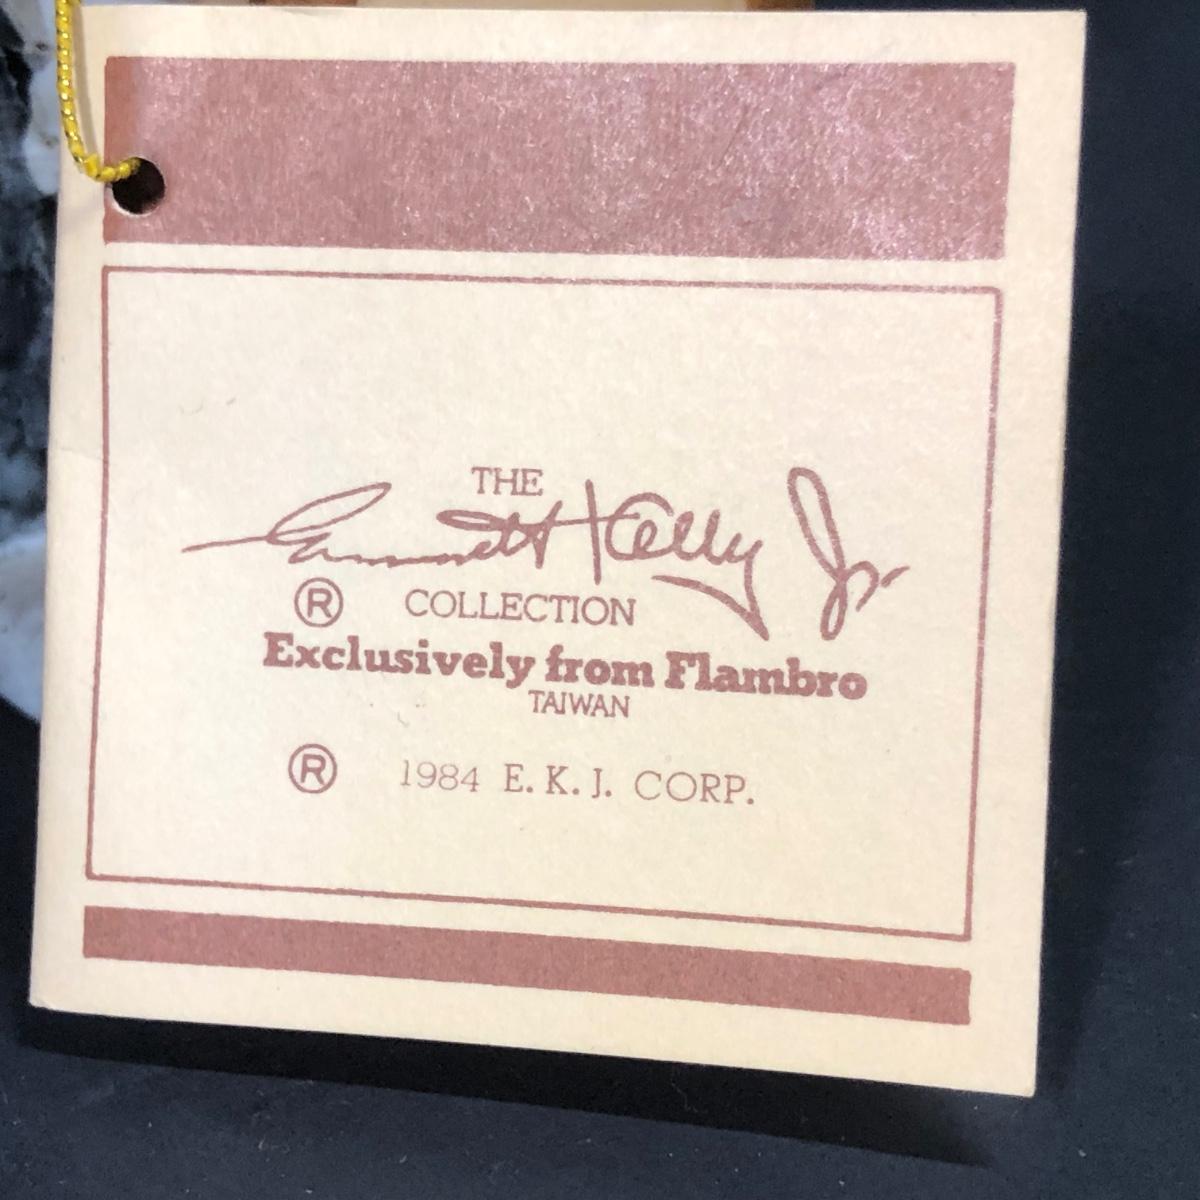 THE
Emmett Kelly Jr.
® COLLECTION
Exclusively from Flambro
TAIWAN
® 1984 E. K. J. CORP.